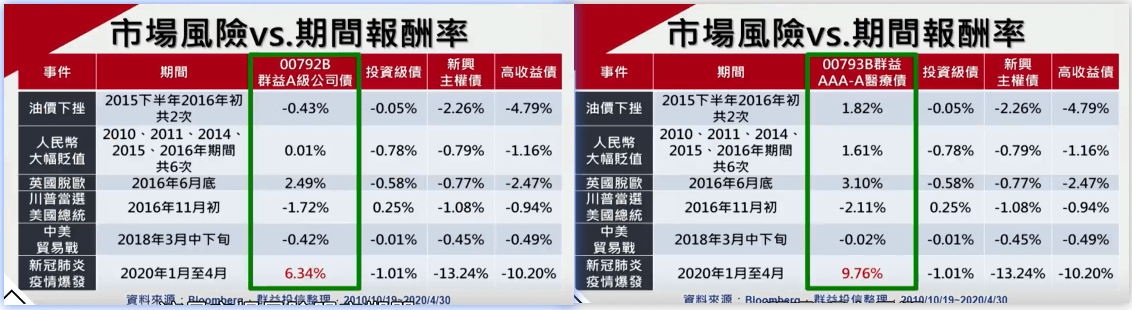 市場風險vs.期間報酬率
事件 期間 00792B 群益A級公司債 投資級債 新興主權債 高收益債
油價下挫 2015下半年2016年初共2次 -0.43% -0.05% -2.26% -4.79%
人民幣大幅貶值 2010、2011、2014、2015、2016年期間共6次 0.01% -0.78% -0.79% -1.16%
英國脫歐 2016年6月底 2.49% -0.58% -0.77% -2.47%
川普當選美國總統 2016年11月初 -1.72% 0.25% -1.08% -0.94%
中美貿易戰 2018年3月中下旬 -0.42% -0.01% -0.45% -0.49%
新冠肺炎疫情爆發 2020年1月至4月 6.34% -1.01% -13.24% -10.20%
資料來源：Bloomberg，群益投信整理，2010/10/19~2020/4/30
市場風險vs.期間報酬率
事件 期間 00793B群益AAA-A醫療債 投資級債 新興主權債 高收益債
油價下挫 2015下半年2016年初共2次 1.82% -0.05% -2.26% -4.79%
人民幣大幅貶值 2010、2011、2014、2015、2016年期間共6次 1.61% -0.78% -0.79% -1.16%
英國脫歐 2016年6月底 3.10% -0.58% -0.77% -2.47%
川普當選美國總統 2016年11月初 -2.11% 0.25% -1.08% -0.94%
中美貿易戰 2018年3月中下旬 -0.02% -0.01% -0.45% -0.49%
新冠肺炎疫情爆發 2020年1月至4月 9.76% -1.01% -13.24% -10.20%
資料來源：Bloomberg，群益投信整理，2010/10/19~2020/4/30